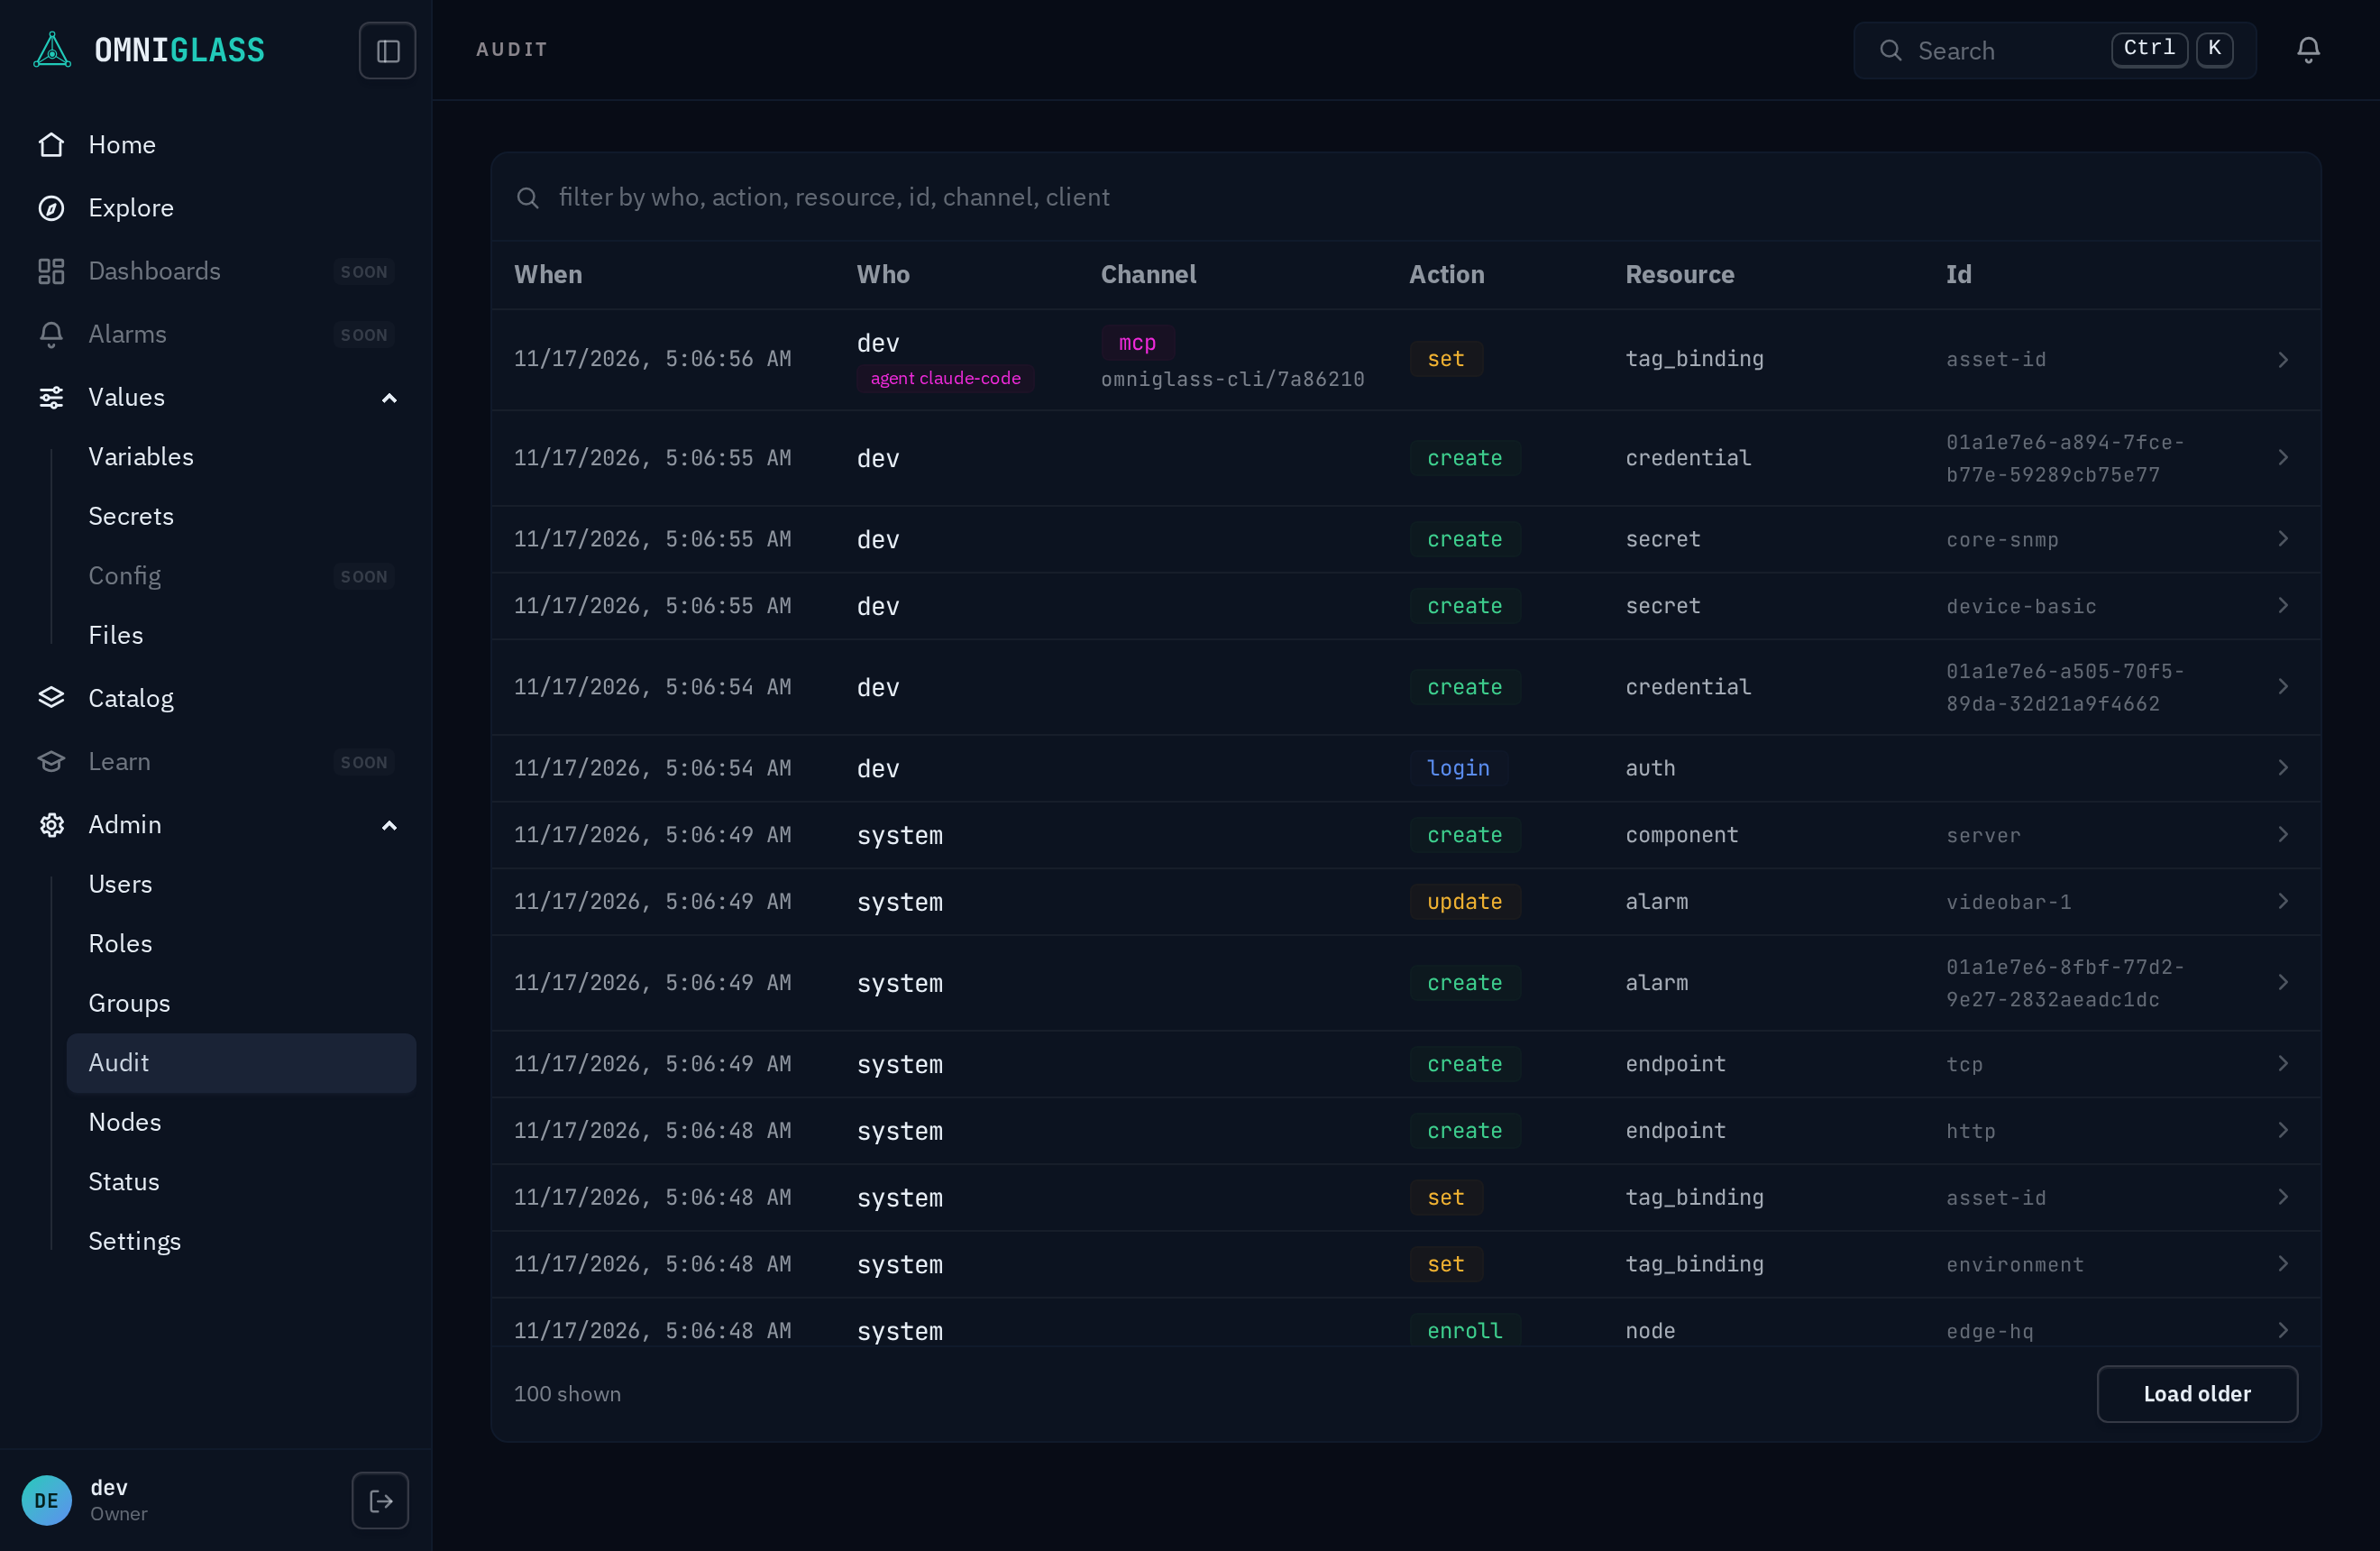 OMNIGLASS
AUDIT
Search Ctrl K
Home
Explore
Dashboards SOON
Alarms SOON
Values
Variables
Secrets
Config SOON
Files
Catalog
Learn SOON
Admin
Users
Roles
Groups
Audit
Nodes
Status
Settings
DE dev
Owner
filter by who, action, resource, id, channel, client
When Who Channel Action Resource Id
11/17/2026, 5:06:56 AM dev agent claude-code mcp omniglass-cli/7a86210 set tag_binding asset-id
11/17/2026, 5:06:55 AM dev create credential 01a1e7e6-a894-7fce-
b77e-59289cb75e77
11/17/2026, 5:06:55 AM dev create secret core-snmp
11/17/2026, 5:06:55 AM dev create secret device-basic
11/17/2026, 5:06:54 AM dev create credential 01a1e7e6-a505-70f5-
89da-32d21a9f4662
11/17/2026, 5:06:54 AM dev login auth
11/17/2026, 5:06:49 AM system create component server
11/17/2026, 5:06:49 AM system update alarm videobar-1
11/17/2026, 5:06:49 AM system create alarm 01a1e7e6-8fbf-77d2-
9e27-2832aeadc1dc
11/17/2026, 5:06:49 AM system create endpoint tcp
11/17/2026, 5:06:48 AM system create endpoint http
11/17/2026, 5:06:48 AM system set tag_binding asset-id
11/17/2026, 5:06:48 AM system set tag_binding environment
11/17/2026, 5:06:48 AM system enroll node edge-hq
100 shown Load older